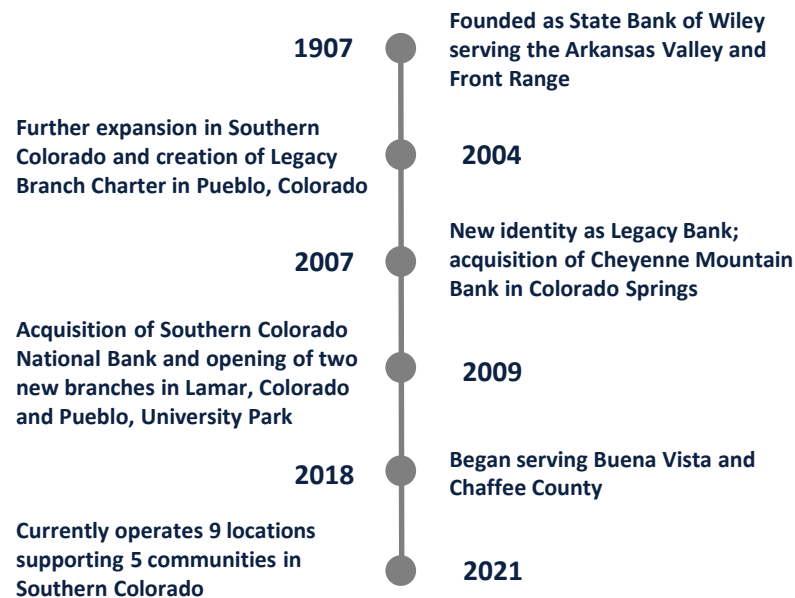 1907
Founded as State Bank of Wiley
serving the Arkansas Valley and
Front Range
Further expansion in Southern
Colorado and creation of Legacy
Branch Charter in Pueblo, Colorado
2004
2007
New identity as Legacy Bank;
acquisition of Cheyenne Mountain
Bank in Colorado Springs
Acquisition of Southern Colorado
National Bank and opening of two
new branches in Lamar, Colorado
and Pueblo, University Park
2009
2018
Began serving Buena Vista and
Chaffee County
Currently operates 9 locations
supporting 5 communities in
Southern Colorado
2021